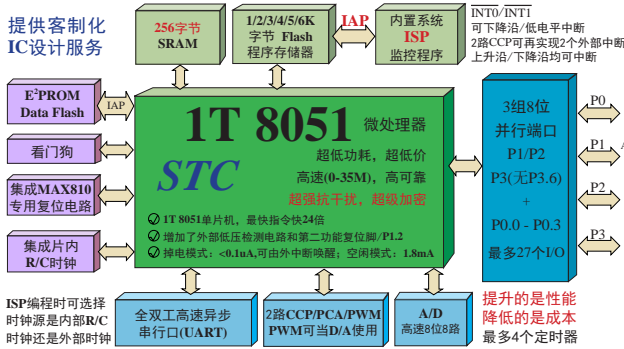 提供客制化
IC设计服务
256字节
SRAM
1/2/3/4/5/6K
字节 Flash
程序存储器
IAP
内置系统
ISP
监控程序
INT0/INT1
可下降沿/低电平中断
2路CCP可再实现2个外部中断
上升沿/下降沿均可中断
E²PROM
Data Flash
IAP
看门狗
集成MAX810
专用复位电路
集成片内
R/C时钟
1T 8051 微处理器
STC
超低功耗，超低价
高速(0-35M)，高可靠
超强抗干扰，超级加密
1T 8051单片机，最快指令快24倍
增加了外部低压检测电路和第二功能复位脚/P1.2
掉电模式：<0.1uA,可由外中断唤醒；空闲模式：1.8mA
3组8位
并行端口
P1/P2
P3(无P3.6)
+
P0.0 - P0.3
最多27个I/O
P0
P1
P2
P3
ISP编程时可选择
时钟源是内部R/C
时钟还是外部时钟
全双工高速异步
串行口(UART)
2路CCP/PCA/PWM
PWM可当D/A使用
A/D
高速8位8路
提升的是性能
降低的是成本
最多4个定时器